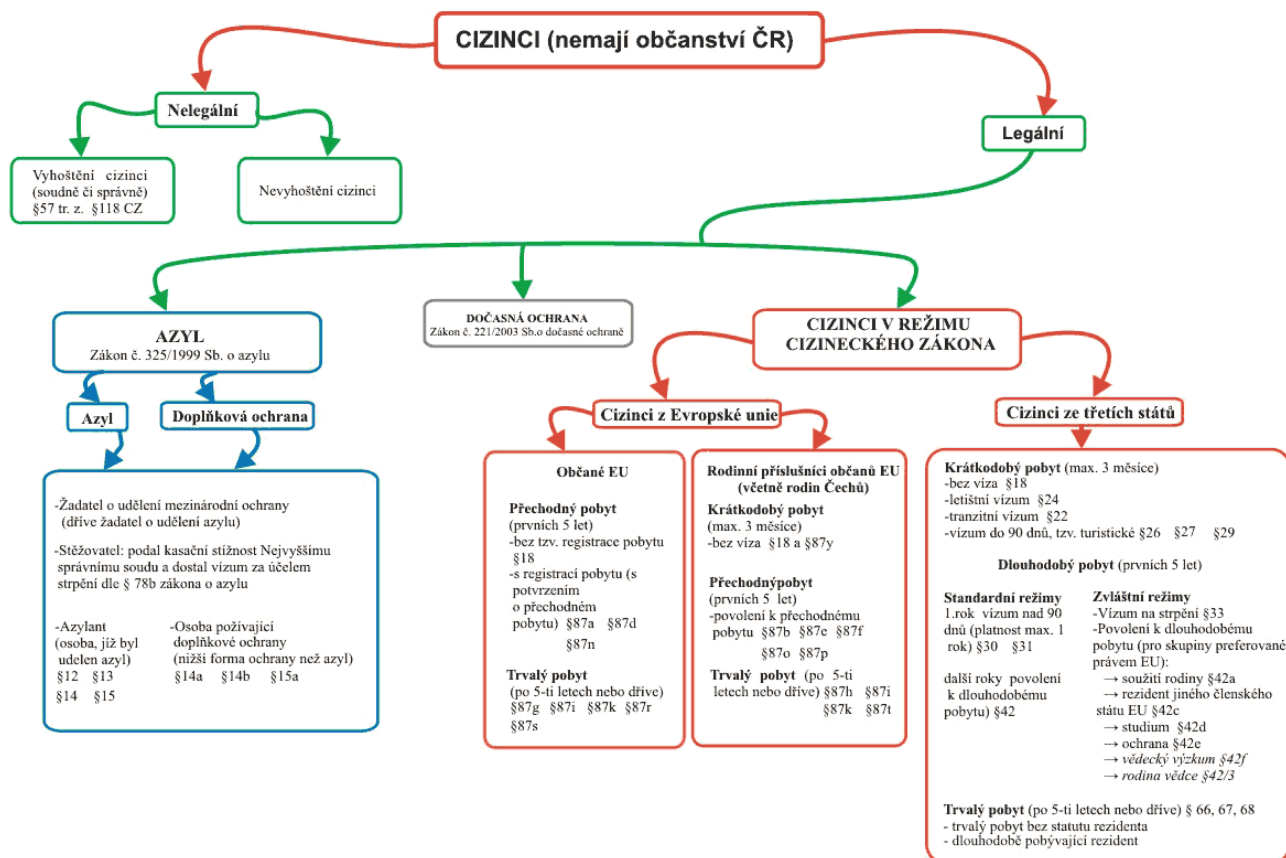 CIZINCI (nemají občanství ČR)
Nelegální
Legální
Vyhoštění cizinci
(soudně či správně)
§57 tr. z. §118 CZ
Nevyhoštění cizinci
AZYL
Zákon č. 325/1999 Sb. o azylu
DOČASNÁ OCHRANA
Zákon č. 221/2003 Sb.o dočasné ochraně
CIZINCI V REŽIMU
CIZINECKÉHO ZÁKONA
Azyl
Doplňková ochrana
Cizinci z Evropské unie
Cizinci ze třetích států
-Žadatel o udělení mezinárodní ochrany
(dříve žadatel o udělení azylu)
-Stěžovatel: podal kasační stížnost Nejvyššímu
správnímu soudu a dostal vízum za účelem
strpění dle § 78b zákona o azylu
-Azylant
(osoba, jíž byl
udelen azyl)
§12 §13
§14 §15
-Osoba požívající
doplňkové ochrany
(nižší forma ochrany než azyl)
§14a §14b §15a
Občané EU
Přechodný pobyt
(prvních 5 let)
-bez tzv. registrace pobytu
§18
-s registrací pobytu (s
potvrzením
o přechodném
pobytu) §87a §87d
§87n
Trvalý pobyt
(po 5-ti letech nebo dříve)
§87g §87i §87k §87r
§87s
Rodinní příslušníci občanů EU
(včetně rodin Čechů)
Krátkodobý pobyt
(max. 3 měsíce)
-bez víza §18 a §87y
Přechodnýpobyt
(prvních 5 let)
-povolení k přechodnému
pobytu §87b §87e §87f
§87o §87p
Trvalý pobyt (po 5-ti
letech nebo dříve) §87h §87i
§87k §87t
Krátkodobý pobyt (max. 3 měsíce)
-bez víza §18
-letištní vízum §24
-tranzitní vízum §22
-vízum do 90 dnů, tzv. turistické §26 §27 §29
Dlouhodobý pobyt (prvních 5 let)
Standardní režimy
1.rok vízum nad 90
dnů (platnost max. 1
rok) §30 §31
další roky povolení
k dlouhodobému
pobytu) §42
Zvláštní režimy
-Vízum na strpění §33
-Povolení k dlouhodobému
pobytu (pro skupiny preferované
právem EU):
→ soužití rodiny §42a
→ rezident jiného členského
státu EU §42c
→ studium §42d
→ ochrana §42e
→ vědecký výzkum §42f
→ rodina vědce §42/3
Trvalý pobyt (po 5-ti letech nebo dříve) § 66, 67, 68
- trvalý pobyt bez statutu rezidenta
- dlouhodobě pobývající rezident